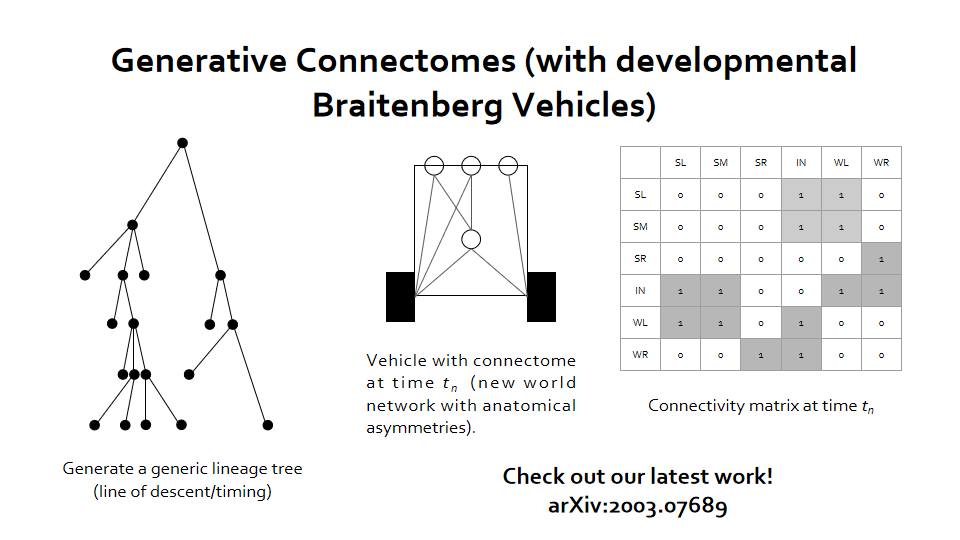 Generative Connectomes (with developmental
Braitenberg Vehicles)
SL SM SR IN WL WR
SL 0 0 0 1 1 0
SM 0 0 0 1 1 0
SR 0 0 0 0 0 1
IN 1 1 0 0 1 1
WL 1 1 0 1 0 0
WR 0 0 1 1 0 0
Vehicle with connectome
at time tn (new world
network with anatomical
asymmetries).
Connectivity matrix at time tn
Generate a generic lineage tree
(line of descent/timing)
Check out our latest work!
arXiv:2003.07689